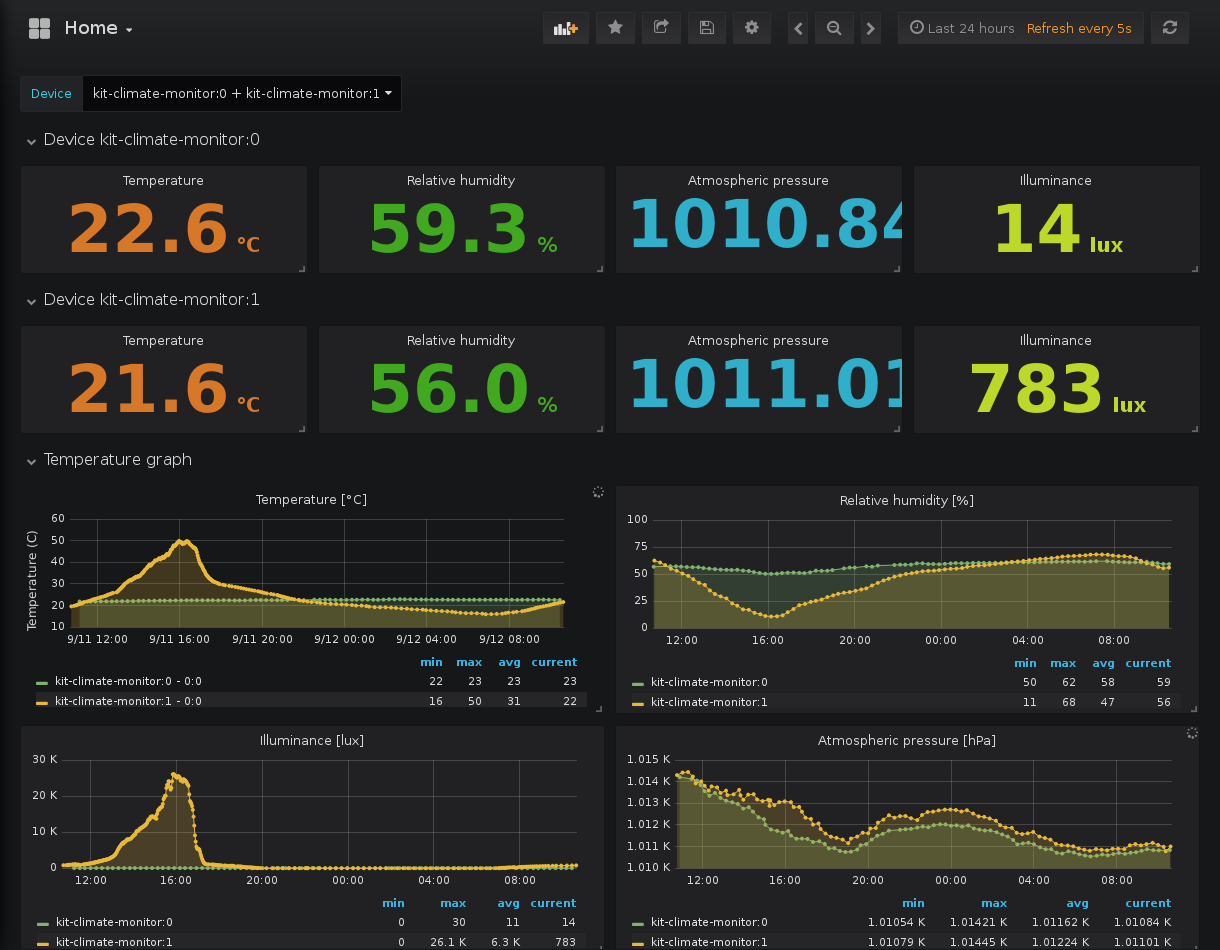 Home
Last 24 hours Refresh every 5s
Device kit-climate-monitor:0 + kit-climate-monitor:1
Device kit-climate-monitor:0
Temperature Relative humidity Atmospheric pressure Illuminance
22.6 °C 59.3 % 1010.84 14 lux
Device kit-climate-monitor:1
Temperature Relative humidity Atmospheric pressure Illuminance
21.6 °C 56.0 % 1011.01 783 lux
Temperature graph
Temperature [°C]
Temperature (C)
60
50
40
30
20
10
9/11 12:00 9/11 16:00 9/11 20:00 9/12 00:00 9/12 04:00 9/12 08:00
min max avg current
kit-climate-monitor:0 - 0:0 22 23 23 23
kit-climate-monitor:1 - 0:0 16 50 31 22
Relative humidity [%]
100
75
50
25
0
12:00 16:00 20:00 00:00 04:00 08:00
min max avg current
kit-climate-monitor:0 50 62 58 59
kit-climate-monitor:1 11 68 47 56
Illuminance [lux]
30 K
20 K
10 K
0
12:00 16:00 20:00 00:00 04:00 08:00
min max avg current
kit-climate-monitor:0 0 30 11 14
kit-climate-monitor:1 0 26.1 K 6.3 K 783
Atmospheric pressure [hPa]
1.015 K
1.014 K
1.013 K
1.012 K
1.011 K
1.010 K
12:00 16:00 20:00 00:00 04:00 08:00
min max avg current
kit-climate-monitor:0 1.01054 K 1.01421 K 1.01162 K 1.01084 K
kit-climate-monitor:1 1.01079 K 1.01445 K 1.01224 K 1.01101 K